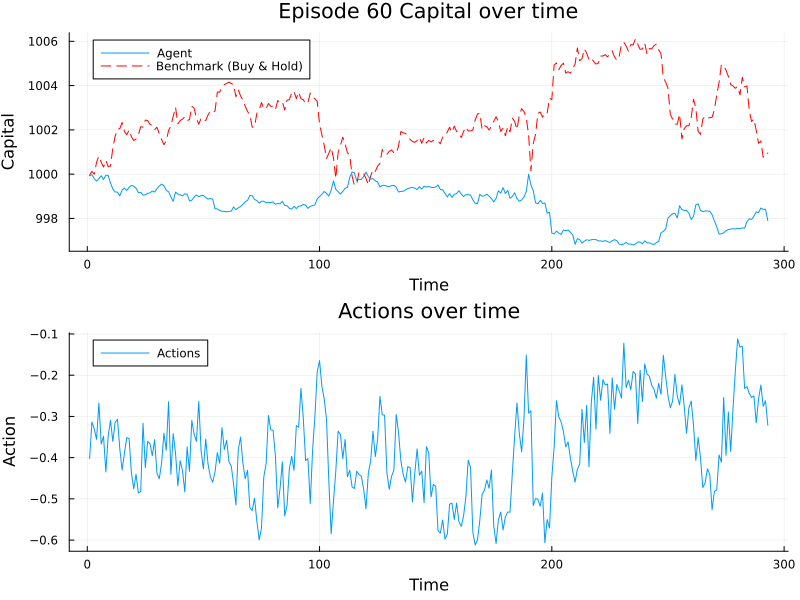 Episode 60 Capital over time
Capital
1006
1004
1002
1000
998
Agent
Benchmark (Buy & Hold)
0
100
200
300
Time
Actions over time
Action
−0.1
−0.2
−0.3
−0.4
−0.5
−0.6
Actions
0
100
200
300
Time